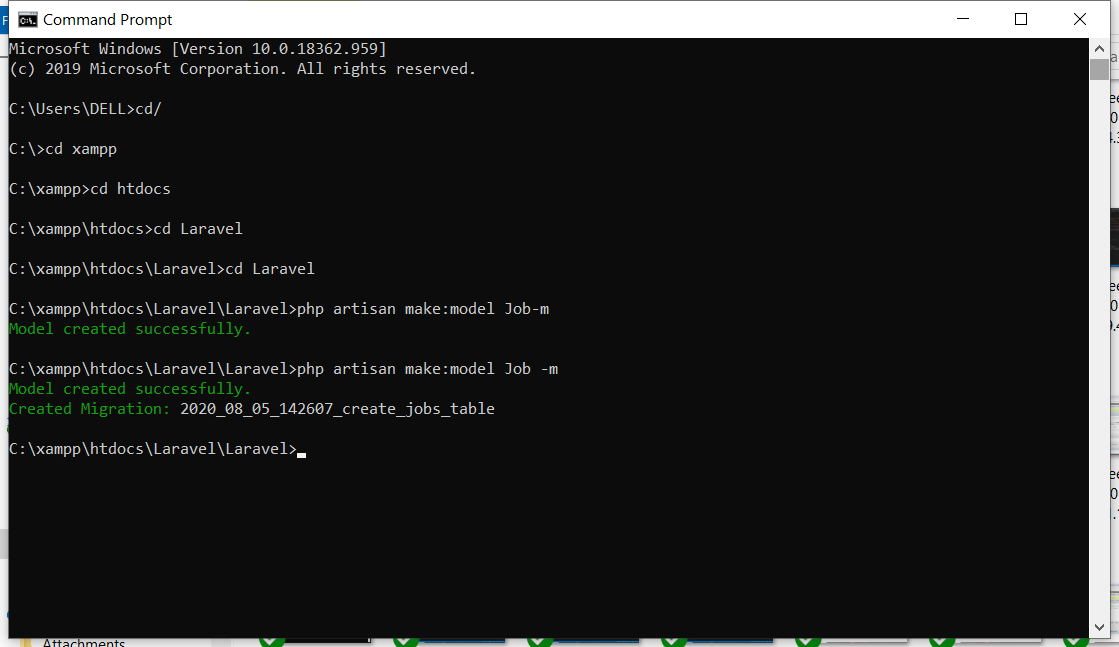 Command Prompt
Microsoft Windows [Version 10.0.18362.959]
(c) 2019 Microsoft Corporation. All rights reserved.
C:\Users\DELL>cd/
C:\>cd xampp
C:\xampp>cd htdocs
C:\xampp\htdocs>cd Laravel
C:\xampp\htdocs\Laravel>cd Laravel
C:\xampp\htdocs\Laravel\Laravel>php artisan make:model Job-m
Model created successfully.
C:\xampp\htdocs\Laravel\Laravel>php artisan make:model Job -m
Model created successfully.
Created Migration: 2020_08_05_142607_create_jobs_table
C:\xampp\htdocs\Laravel\Laravel>
Attachments